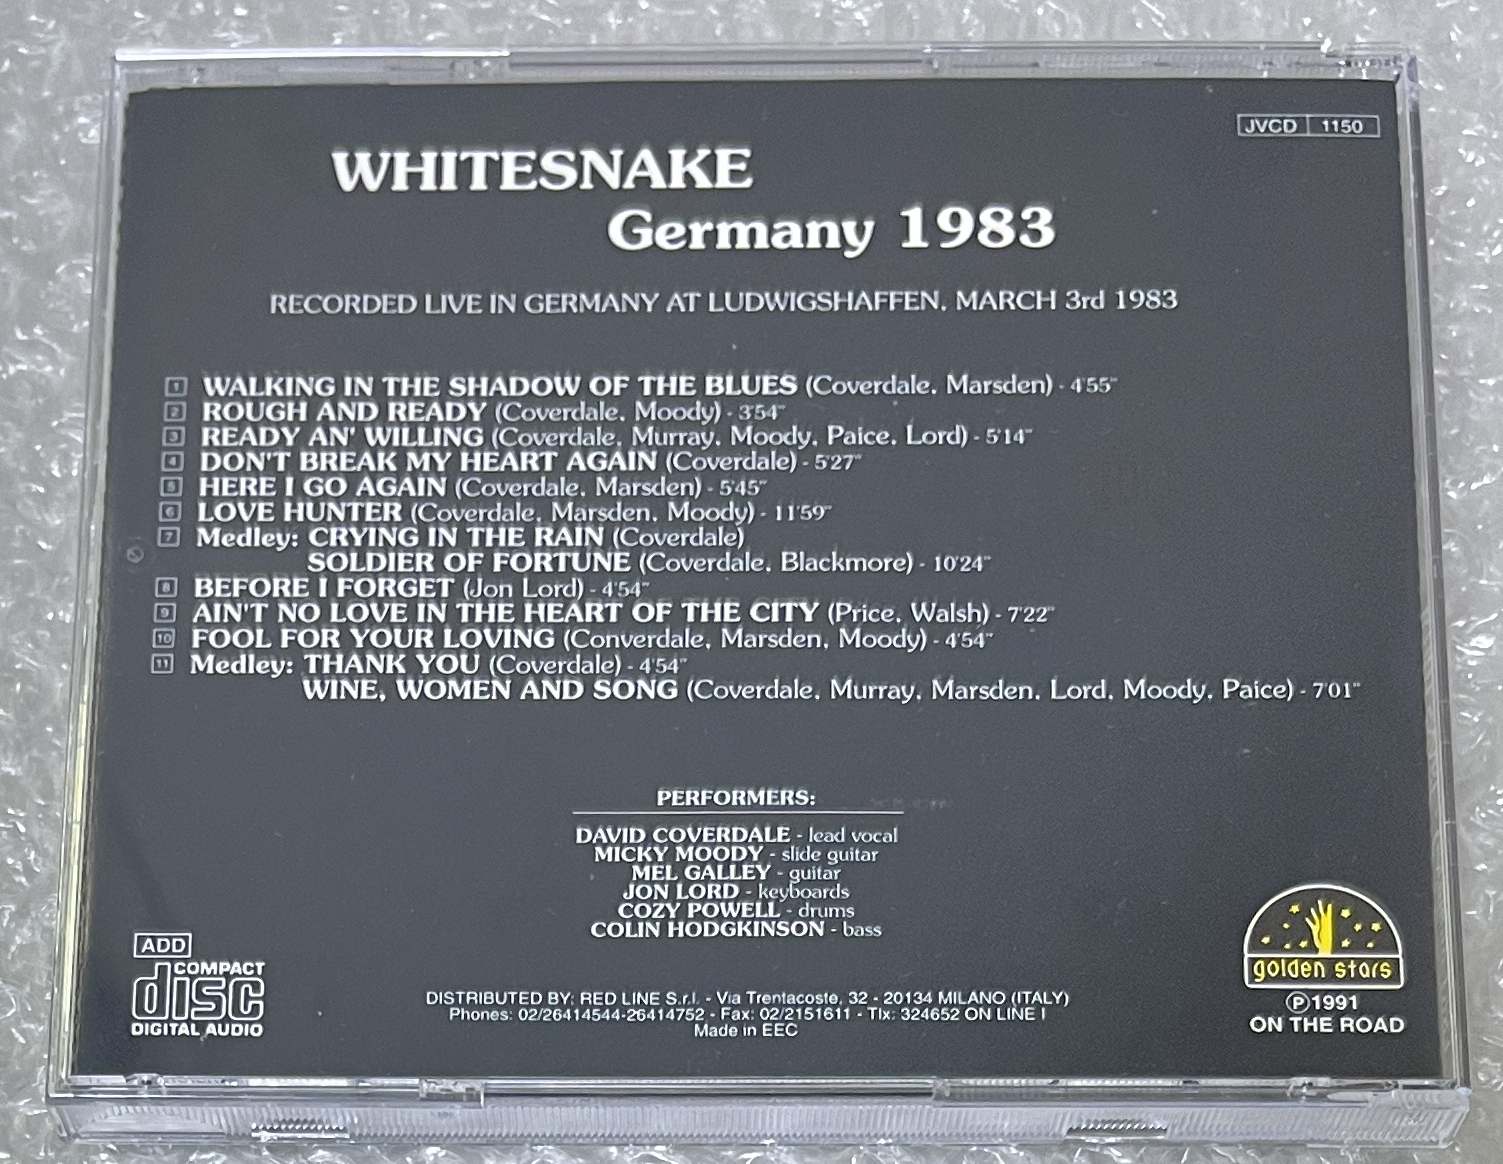 JVCD 1150
WHITESNAKE
Germany 1983
RECORDED LIVE IN GERMANY AT LUDWIGSHAFFEN, MARCH 3rd 1983
1 WALKING IN THE SHADOW OF THE BLUES (Coverdale, Marsden) - 4'55"
2 ROUGH AND READY (Coverdale, Moody) - 3'54"
3 READY AN' WILLING (Coverdale, Murray, Moody, Paice, Lord) - 5'14"
4 DON'T BREAK MY HEART AGAIN (Coverdale) - 5'27"
5 HERE I GO AGAIN (Coverdale, Marsden) - 5'45"
6 LOVE HUNTER (Coverdale, Marsden, Moody) - 11'59"
7 Medley: CRYING IN THE RAIN (Coverdale)
SOLDIER OF FORTUNE (Coverdale, Blackmore) - 10'24"
8 BEFORE I FORGET (Jon Lord) - 4'54"
9 AIN'T NO LOVE IN THE HEART OF THE CITY (Price, Walsh) - 7'22"
10 FOOL FOR YOUR LOVING (Converdale, Marsden, Moody) - 4'54"
11 Medley: THANK YOU (Coverdale) - 4'54"
WINE, WOMEN AND SONG (Coverdale, Murray, Marsden, Lord, Moody, Paice) - 7'01"
PERFORMERS:
DAVID COVERDALE - lead vocal
MICKY MOODY - slide guitar
MEL GALLEY - guitar
JON LORD - keyboards
COZY POWELL - drums
COLIN HODGKINSON - bass
ADD
COMPACT
disc
DIGITAL AUDIO
DISTRIBUTED BY: RED LINE S.r.l. - Via Trentacoste, 32 - 20134 MILANO (ITALY)
Phones: 02/26414544-26414752 - Fax: 02/2151611 - Tlx: 324652 ON LINE I
Made in EEC
golden stars
Ⓟ1991
ON THE ROAD